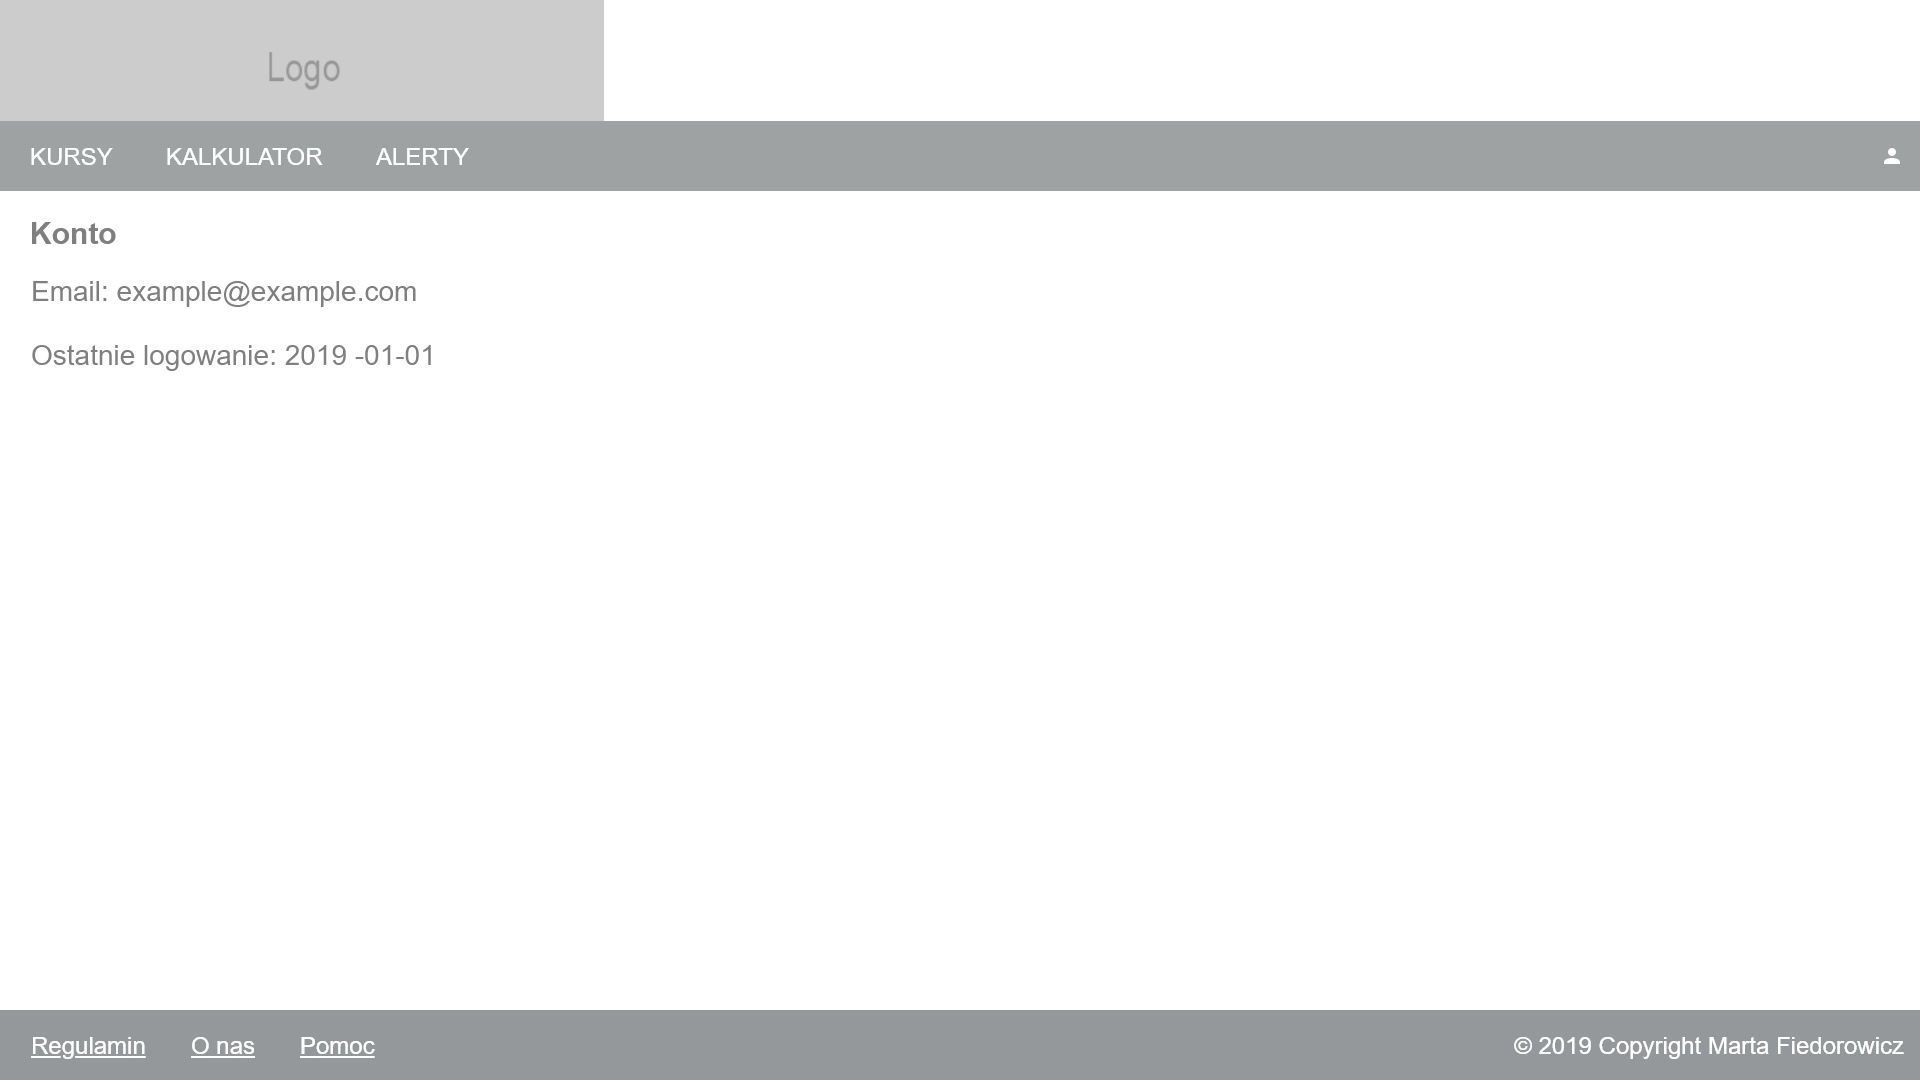 Logo
KURSY KALKULATOR ALERTY
Konto
Email: example@example.com
Ostatnie logowanie: 2019 -01-01
Regulamin O nas Pomoc © 2019 Copyright Marta Fiedorowicz